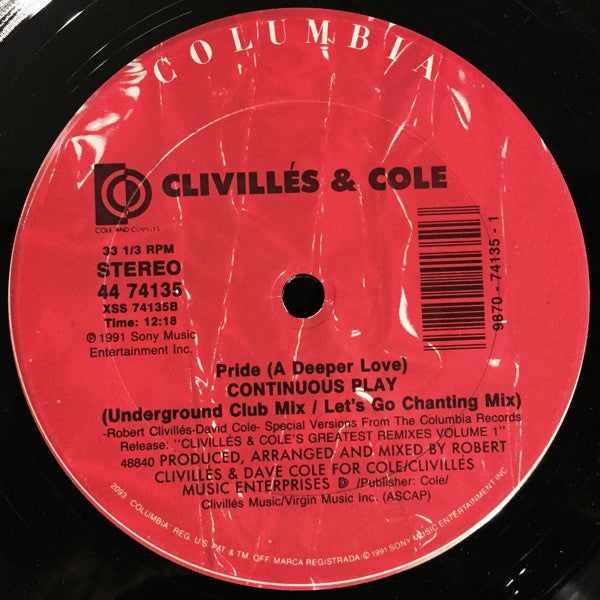 COLUMBIA
CLIVILLÉS & COLE
COLE AND CLIVILLÉS
33 1/3 RPM
STEREO
44 74135
XSS 74135B
Time: 12:18
℗ 1991 Sony Music
Entertainment Inc.
9870 - 74135 - 1
Pride (A Deeper Love)
CONTINUOUS PLAY
(Underground Club Mix / Let's Go Chanting Mix)
-Robert Clivillés-David Cole- Special Versions From The Columbia Records
Release: "CLIVILLÉS & COLE'S GREATEST REMIXES VOLUME 1"
48840 PRODUCED, ARRANGED AND MIXED BY ROBERT
CLIVILLÉS & DAVE COLE FOR COLE/CLIVILLÉS
MUSIC ENTERPRISES /Publisher: Cole/
Clivillés Music/Virgin Music Inc. (ASCAP)
2093 "COLUMBIA" REG. U.S. PAT. & TM. OFF. MARCA REGISTRADA © 1991 SONY MUSIC ENTERTAINMENT INC